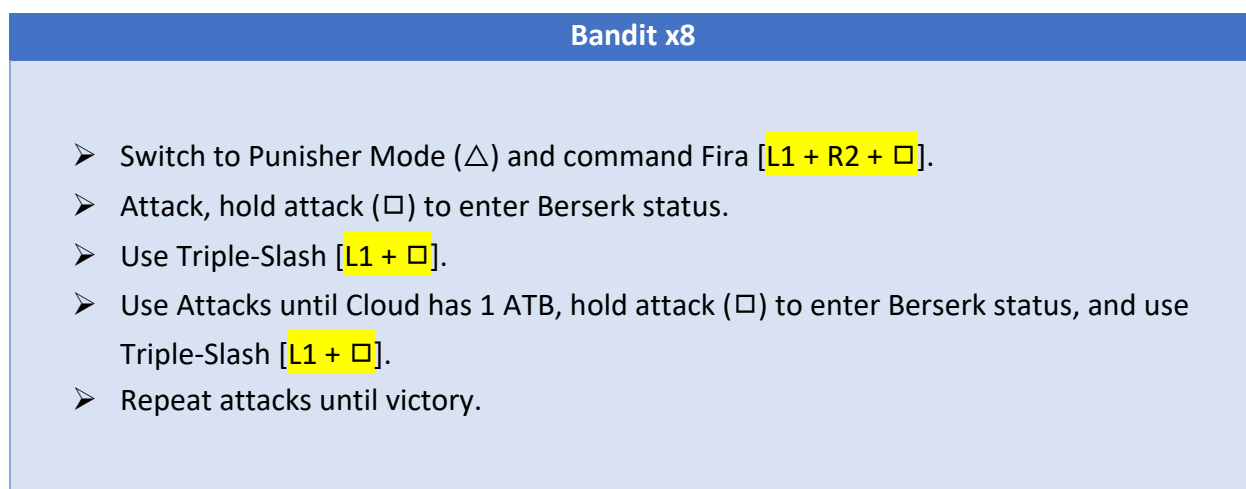 Bandit x8
➢ Switch to Punisher Mode (△) and command Fira [L1 + R2 + □].
➢ Attack, hold attack (□) to enter Berserk status.
➢ Use Triple-Slash [L1 + □].
➢ Use Attacks until Cloud has 1 ATB, hold attack (□) to enter Berserk status, and use
Triple-Slash [L1 + □].
➢ Repeat attacks until victory.